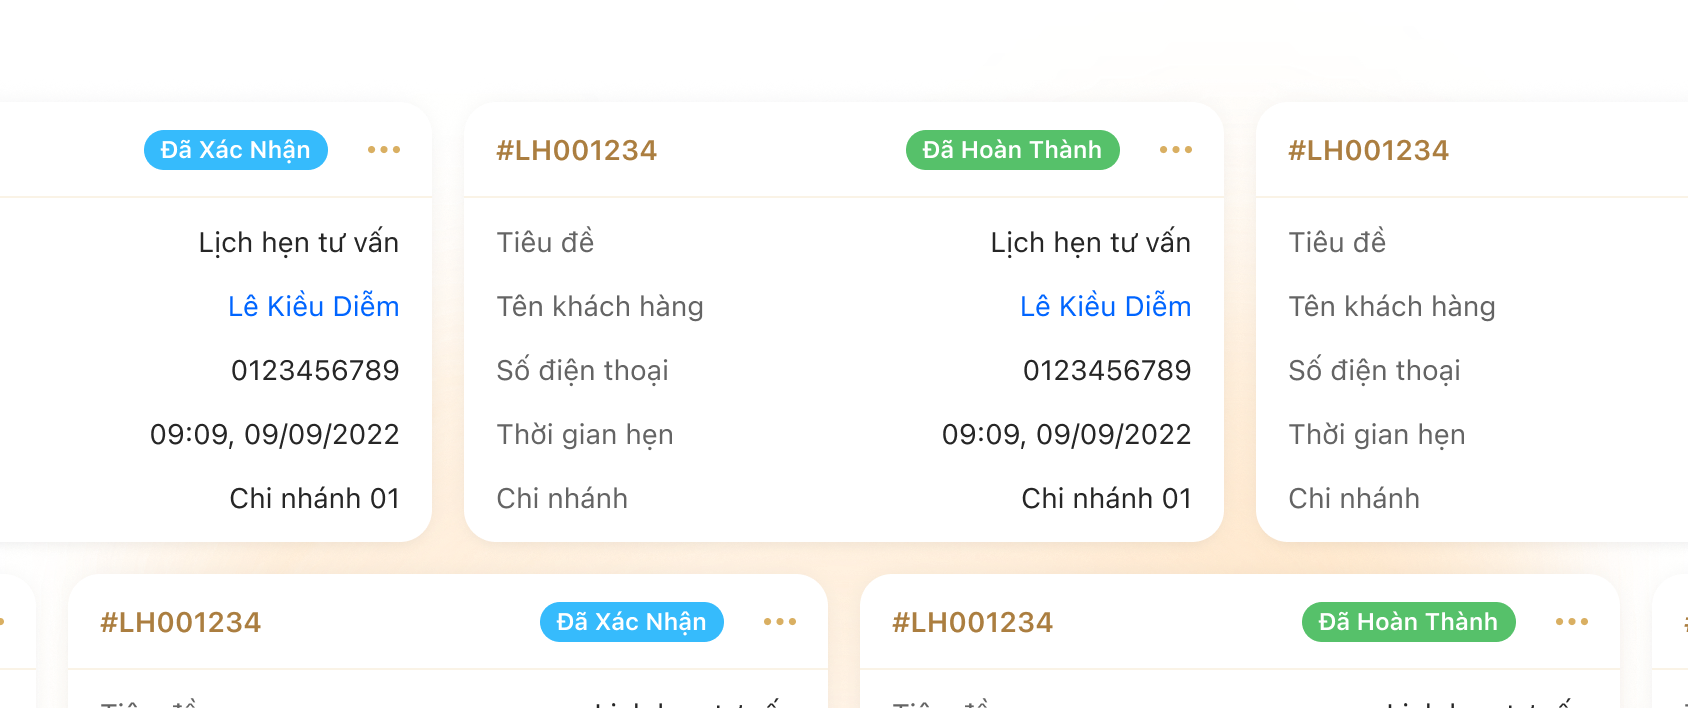 Đã Xác Nhận
#LH001234 Đã Hoàn Thành
#LH001234
Lịch hẹn tư vấn
Tiêu đề Lịch hẹn tư vấn
Tiêu đề
Lê Kiều Diễm
Tên khách hàng Lê Kiều Diễm
Tên khách hàng
0123456789
Số điện thoại 0123456789
Số điện thoại
09:09, 09/09/2022
Thời gian hẹn 09:09, 09/09/2022
Thời gian hẹn
Chi nhánh 01
Chi nhánh Chi nhánh 01
Chi nhánh
#LH001234 Đã Xác Nhận
#LH001234 Đã Hoàn Thành